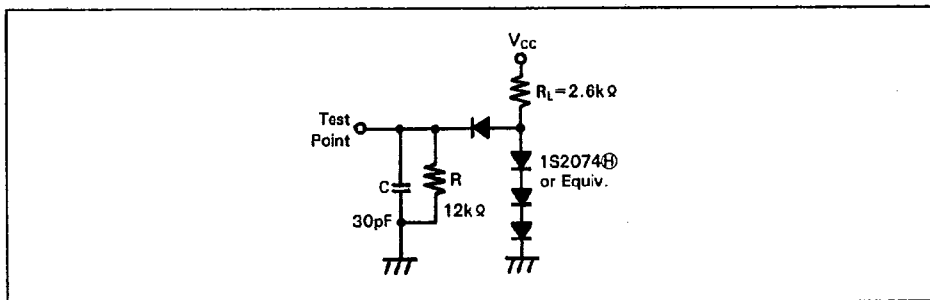 VCC
RL=2.6kΩ
Test
Point
1S2074Ⓗ
or Equiv.
C
R
30pF
12kΩ